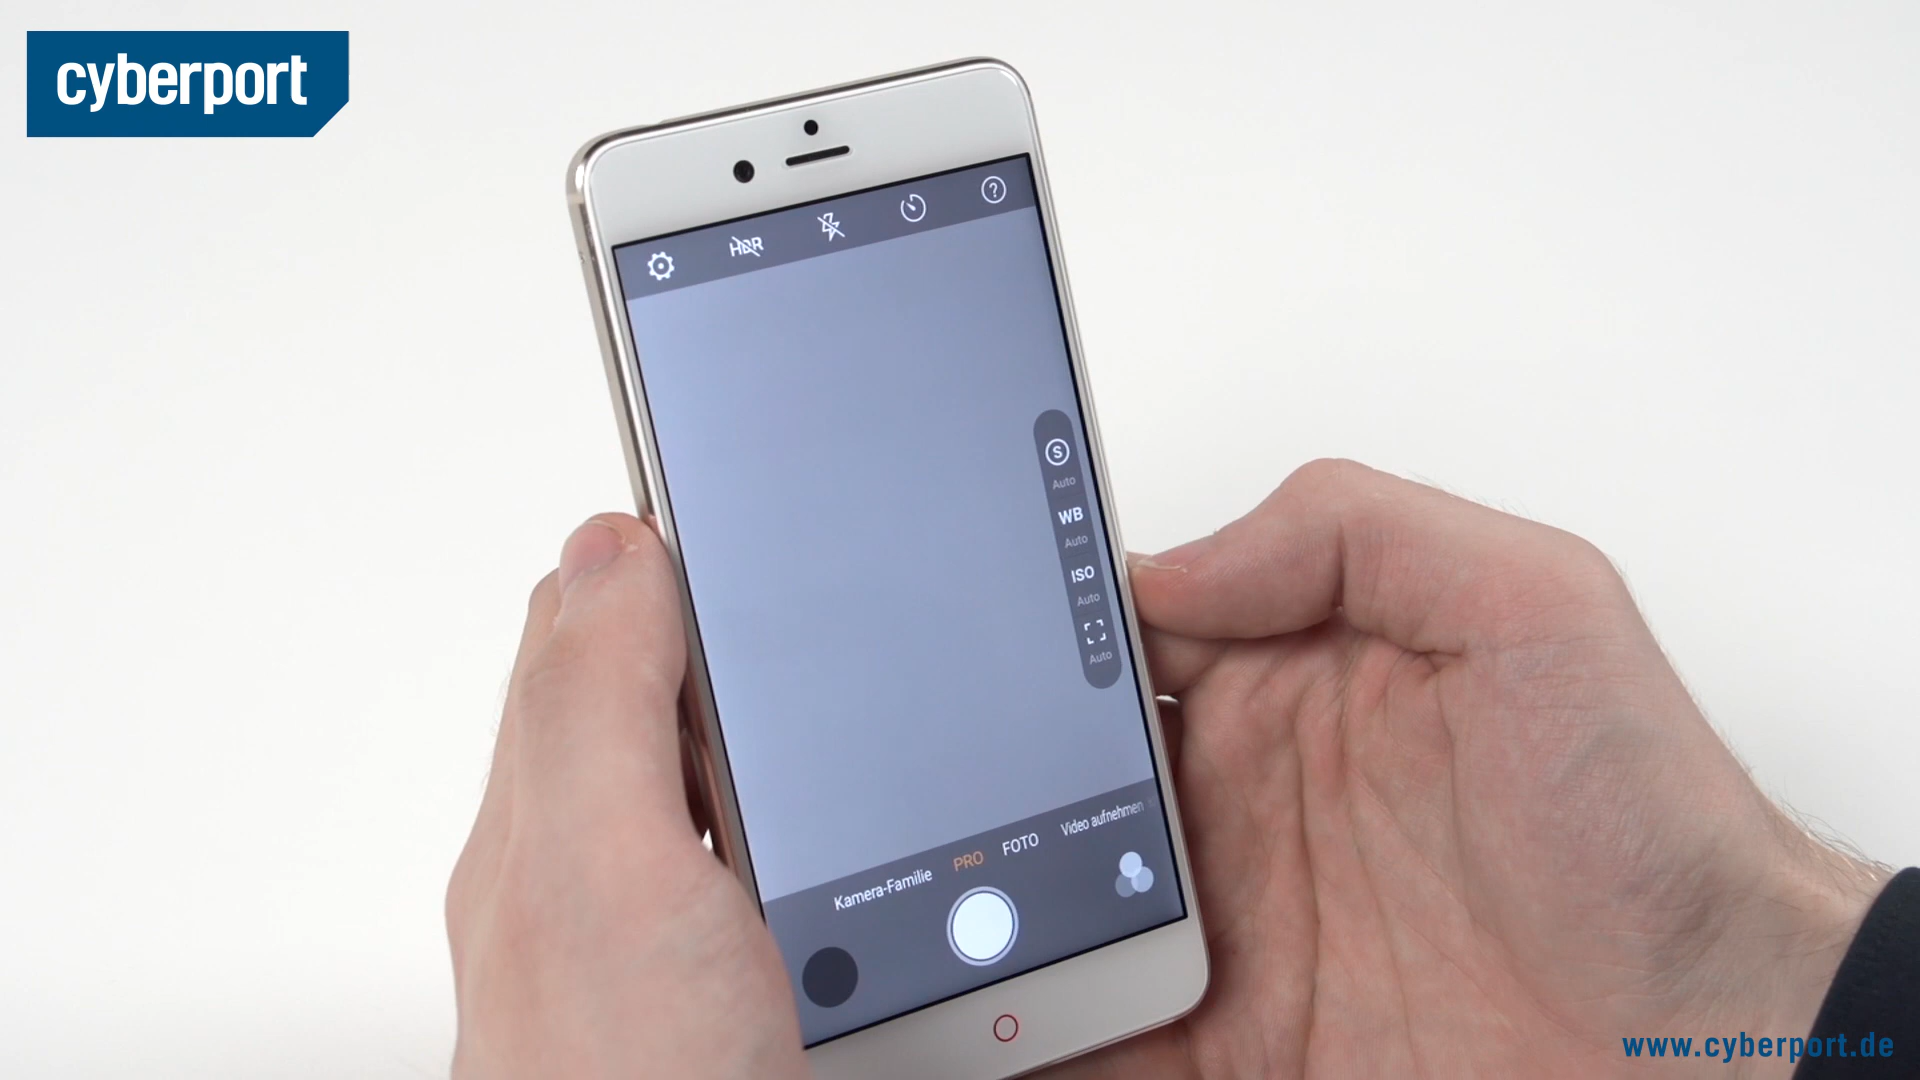 cyberport
HDR
?
S
Auto
WB
Auto
ISO
Auto
Auto
Kamera-Familie PRO FOTO Video aufnehmen
www.cyberport.de